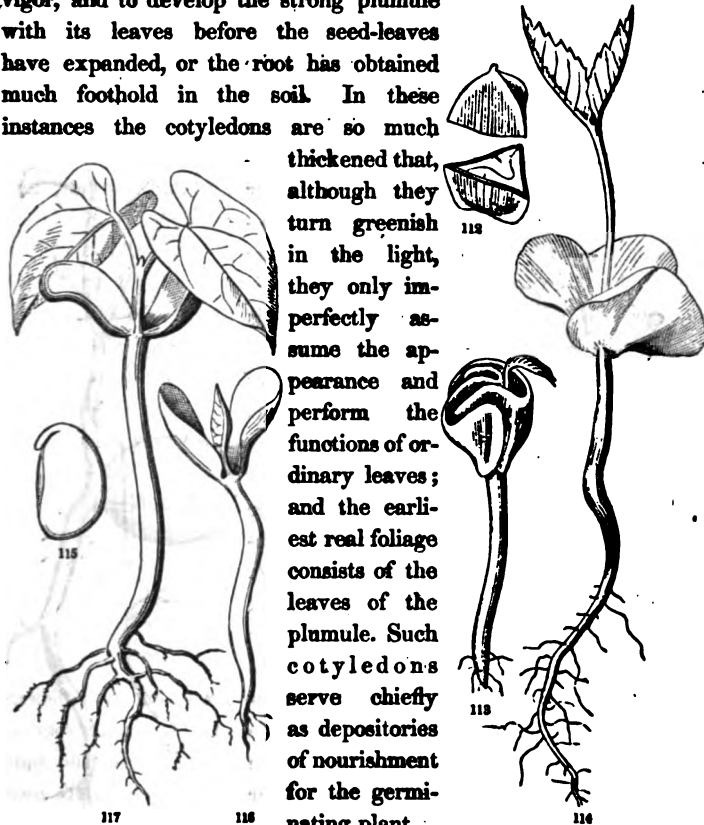 vigor, and to develop the strong plumule
with its leaves before the seed-leaves
have expanded, or the root has obtained
much foothold in the soil. In these
instances the cotyledons are so much
thickened that,
although they
turn greenish
in the light,
they only im-
perfectly as-
sume the ap-
pearance and
perform the
functions of or-
dinary leaves;
and the earli-
est real foliage
consists of the
leaves of the
plumule. Such
cotyledons
serve chiefly
as depositories
of nourishment
for the germi-
nating plant.
112
115
113
117
116
114